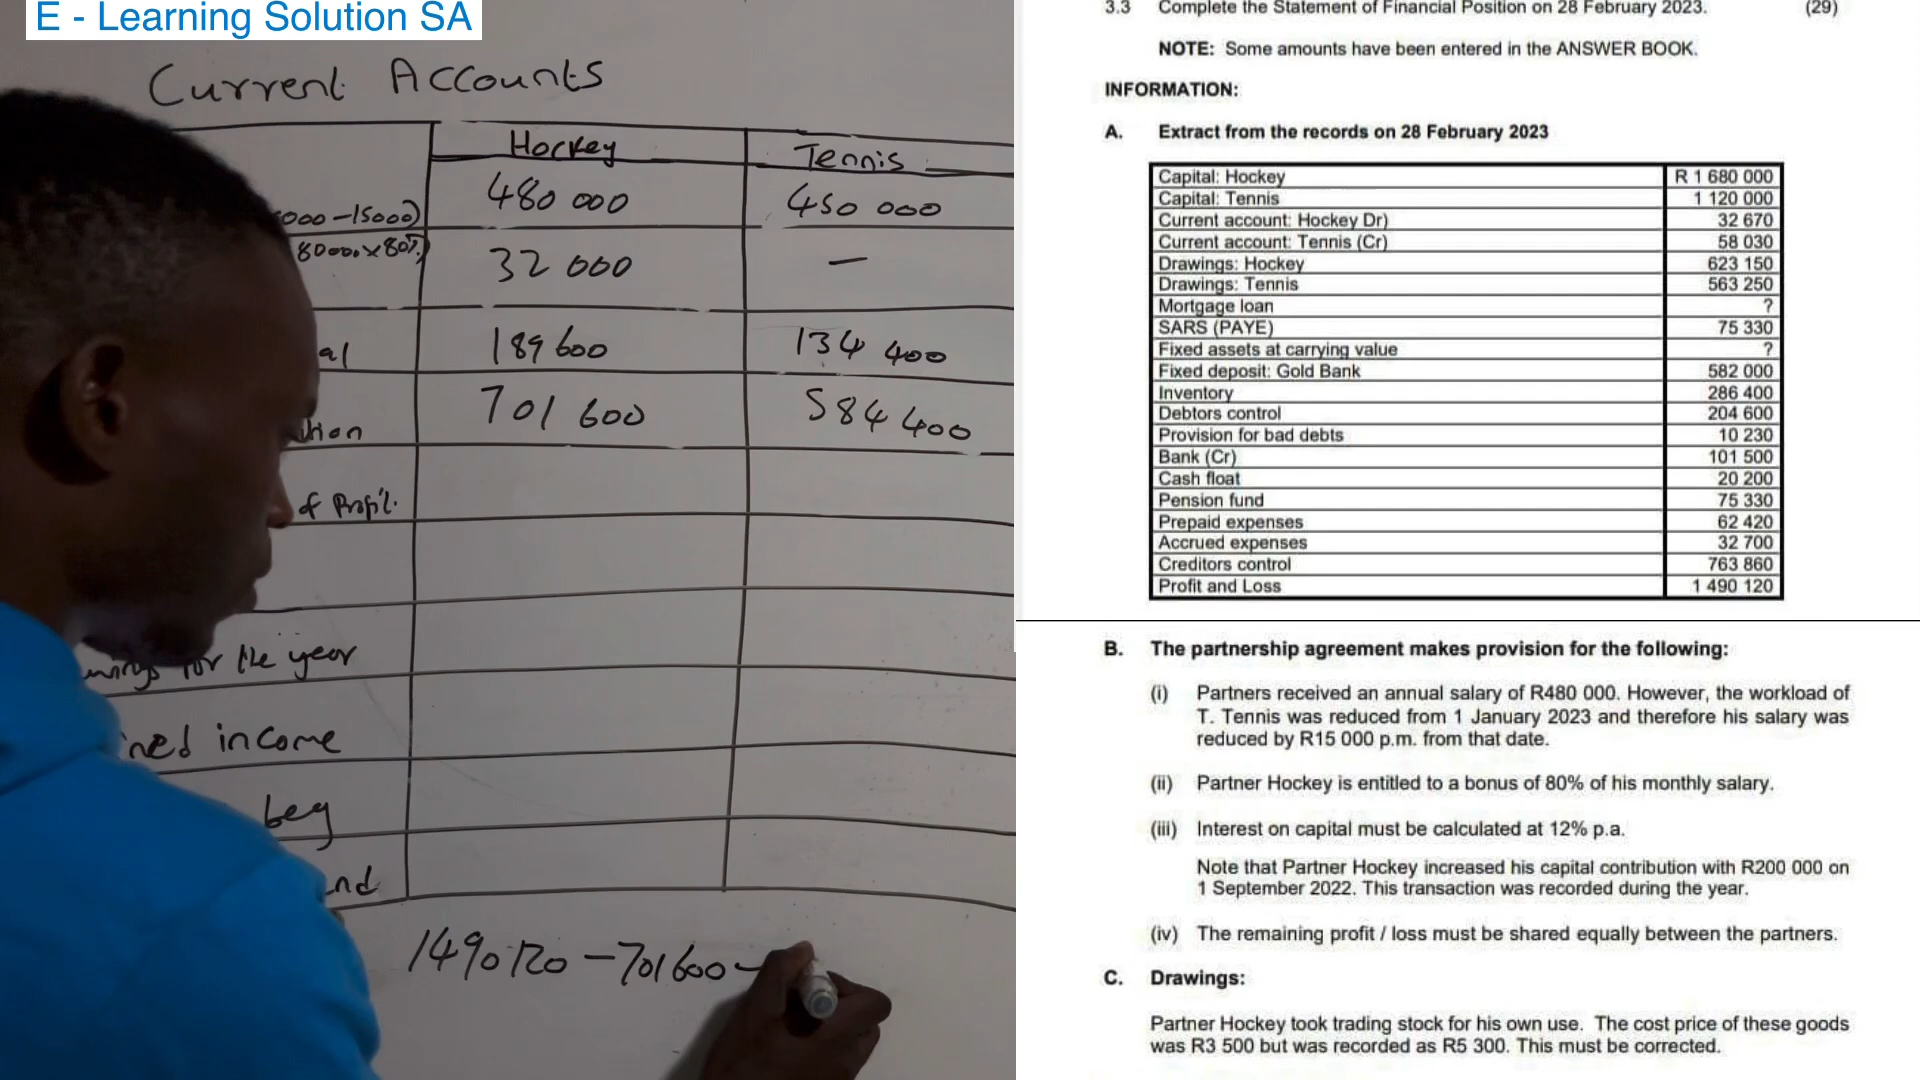 E - Learning Solution SA
Current Accounts
Hockey Tennis
000 - 15000) 480 000 450 000
8000.x80%) 32 000 —
al 189 600 134 400
tion 701 600 584 400
of Profit.
for the year
ned income
beg
nd
1490120 - 701600 -
3.3 Complete the Statement of Financial Position on 28 February 2023. (29)
NOTE: Some amounts have been entered in the ANSWER BOOK.
INFORMATION:
A. Extract from the records on 28 February 2023
Capital: Hockey R 1 680 000
Capital: Tennis 1 120 000
Current account: Hockey Dr) 32 670
Current account: Tennis (Cr) 58 030
Drawings: Hockey 623 150
Drawings: Tennis 563 250
Mortgage loan ?
SARS (PAYE) 75 330
Fixed assets at carrying value ?
Fixed deposit: Gold Bank 582 000
Inventory 286 400
Debtors control 204 600
Provision for bad debts 10 230
Bank (Cr) 101 500
Cash float 20 200
Pension fund 75 330
Prepaid expenses 62 420
Accrued expenses 32 700
Creditors control 763 860
Profit and Loss 1 490 120
B. The partnership agreement makes provision for the following:
(i) Partners received an annual salary of R480 000. However, the workload of
T. Tennis was reduced from 1 January 2023 and therefore his salary was
reduced by R15 000 p.m. from that date.
(ii) Partner Hockey is entitled to a bonus of 80% of his monthly salary.
(iii) Interest on capital must be calculated at 12% p.a.
Note that Partner Hockey increased his capital contribution with R200 000 on
1 September 2022. This transaction was recorded during the year.
(iv) The remaining profit / loss must be shared equally between the partners.
C. Drawings:
Partner Hockey took trading stock for his own use. The cost price of these goods
was R3 500 but was recorded as R5 300. This must be corrected.